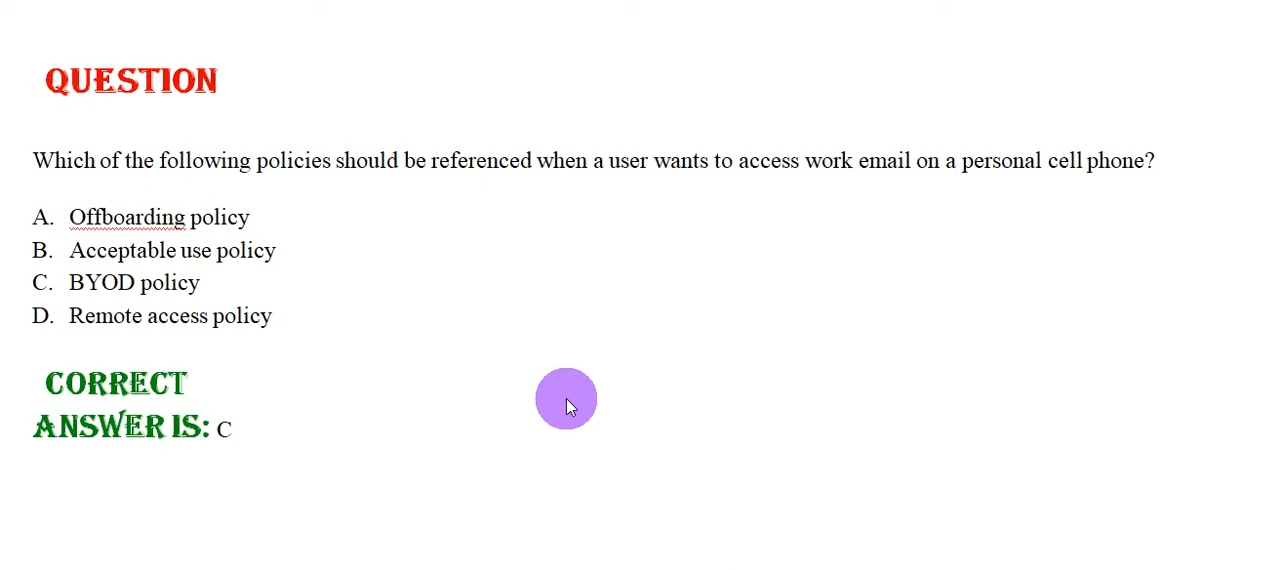 QUESTION
Which of the following policies should be referenced when a user wants to access work email on a personal cell phone?
A. Offboarding policy
B. Acceptable use policy
C. BYOD policy
D. Remote access policy
CORRECT
ANSWER IS: C